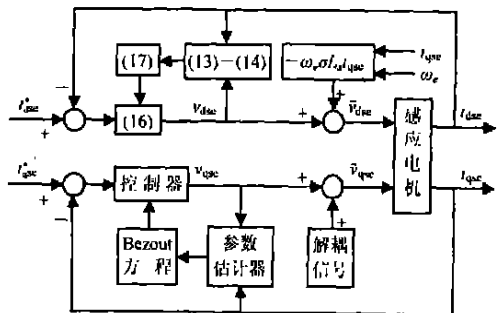 (17)
(13)-(14)
-ω_eσL_s i_qse
i_qse
ω_e
i*_dse
(16)
v_dse
ṽ_dse
i_dse
i*_qse
控制器
v_qse
ṽ_qse
感应电机
i_qse
Bezout
方 程
参数
估计器
解耦
信号